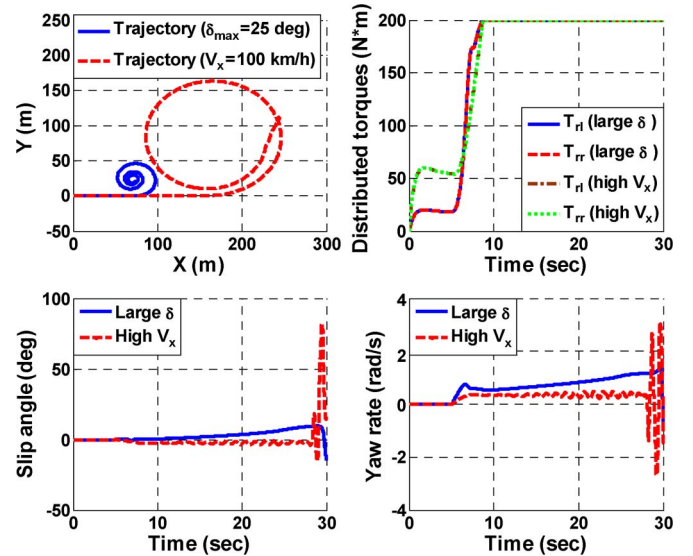 250
200
150
100
50
0
-50
Y (m)
0
100
200
300
X (m)
Trajectory (δmax=25 deg)
Trajectory (Vx=100 km/h)
200
150
100
50
0
Distributed torques (N*m)
0
10
20
30
Time (sec)
Trl (large δ )
Trr (large δ )
Trl (high Vx)
Trr (high Vx)
100
50
0
-50
Slip angle (deg)
0
10
20
30
Time (sec)
Large δ
High Vx
4
2
0
-2
-4
Yaw rate (rad/s)
0
10
20
30
Time (sec)
Large δ
High Vx